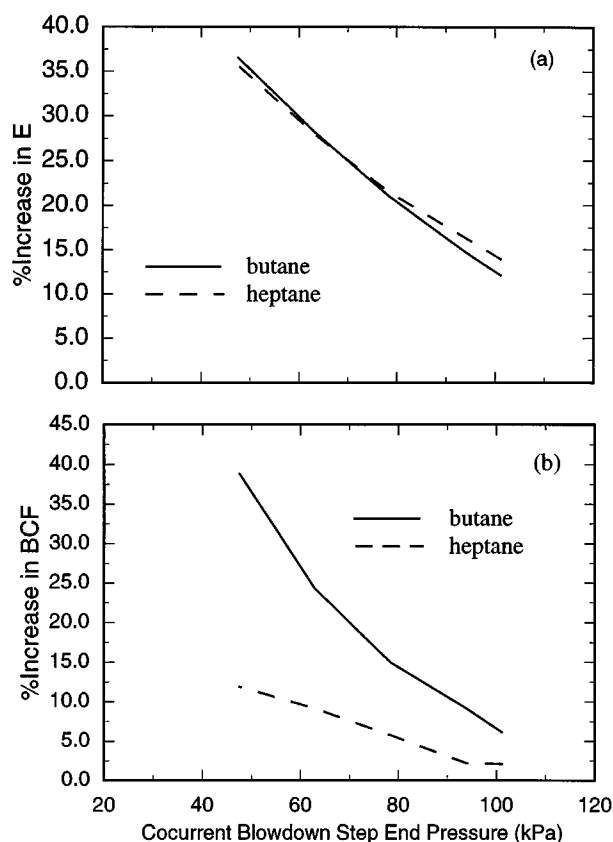 40.0
35.0
30.0
25.0
20.0
15.0
10.0
5.0
0.0
%Increase in E
(a)
butane
heptane
45.0
40.0
35.0
30.0
25.0
20.0
15.0
10.0
5.0
0.0
%Increase in BCF
(b)
butane
heptane
20 40 60 80 100 120
Cocurrent Blowdown Step End Pressure (kPa)